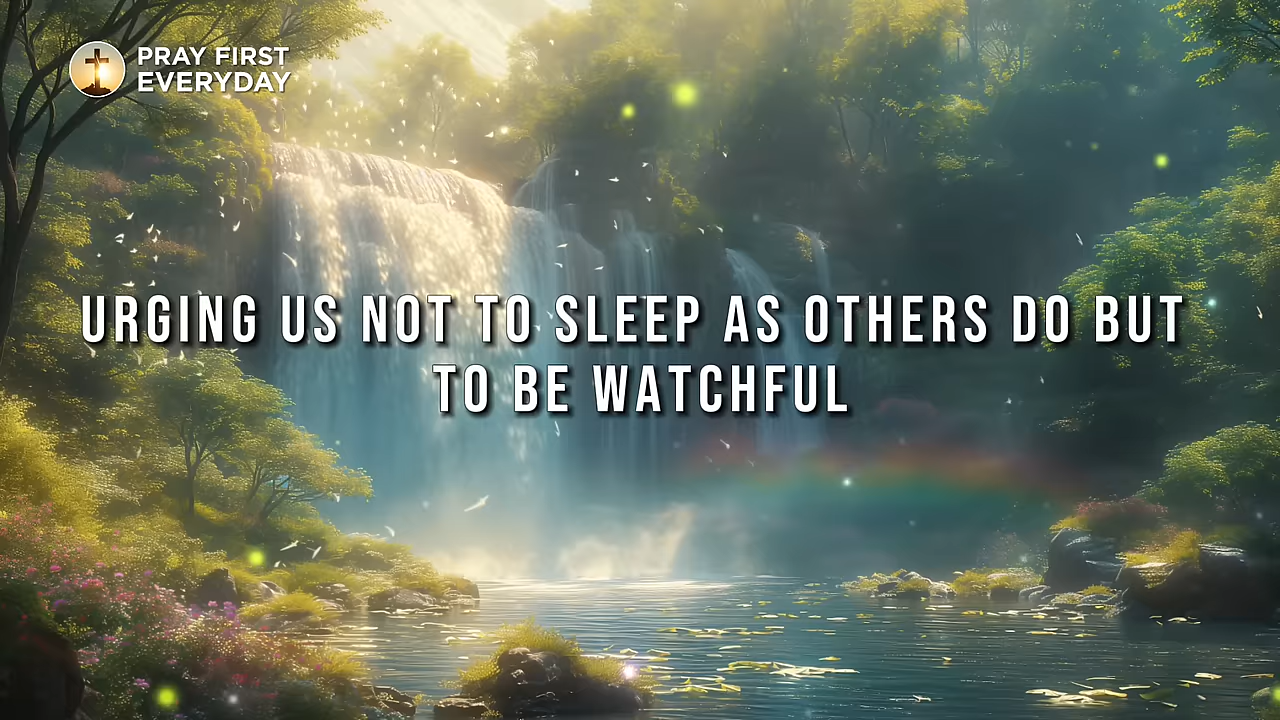 PRAY FIRST
EVERYDAY
URGING US NOT TO SLEEP AS OTHERS DO BUT
TO BE WATCHFUL